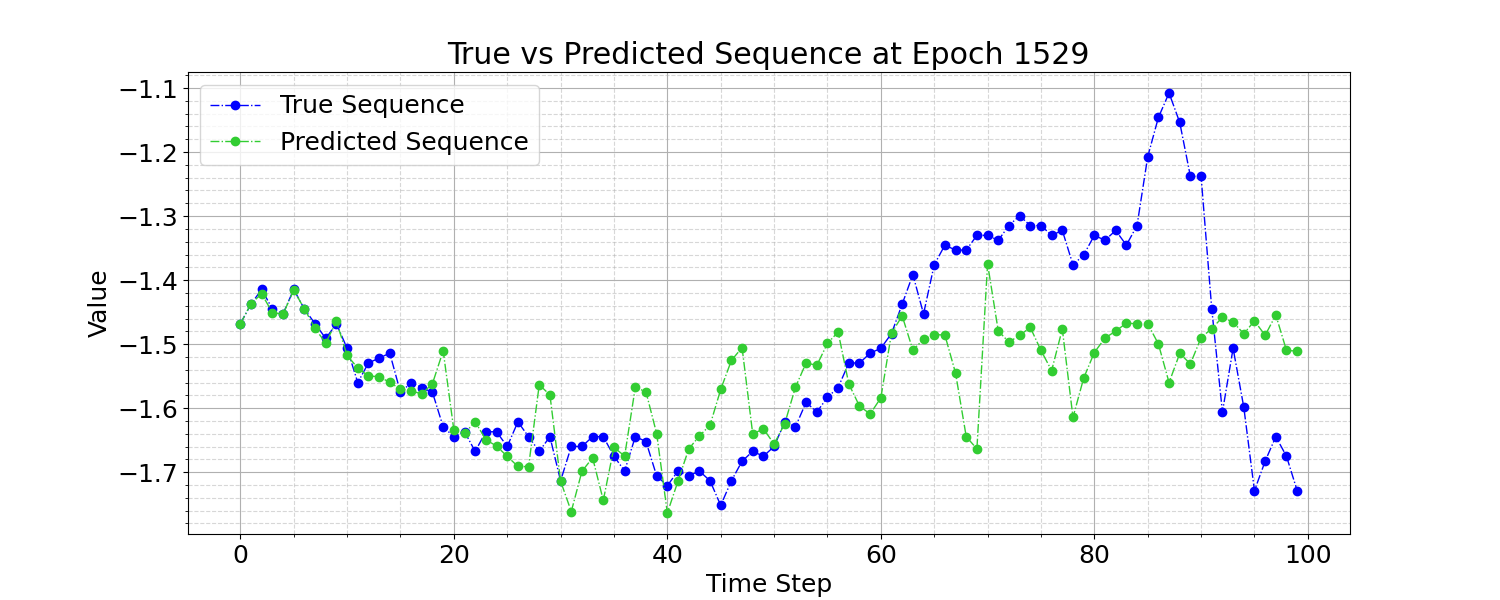 True vs Predicted Sequence at Epoch 1529
True Sequence
Predicted Sequence
Value
−1.1
−1.2
−1.3
−1.4
−1.5
−1.6
−1.7
0 20 40 60 80 100
Time Step